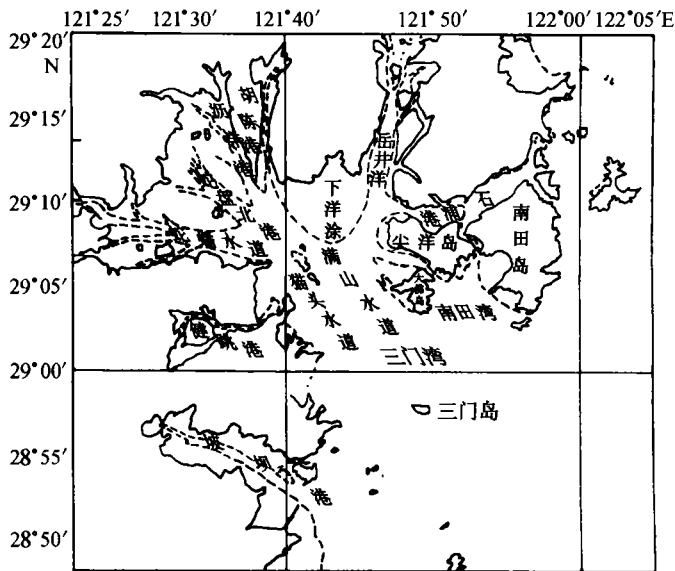 121°25′ 121°30′ 121°40′ 121°50′ 122°00′ 122°05′E
29°20′
N
29°15′
29°10′
29°05′
29°00′
28°55′
28°50′
胡陈港
岳井洋
下洋涂
石浦港
南田岛
北
港
水道
尖洋岛
满山水道
猫头水道
南田湾
健跳港
三门湾
三门岛
浦坝港